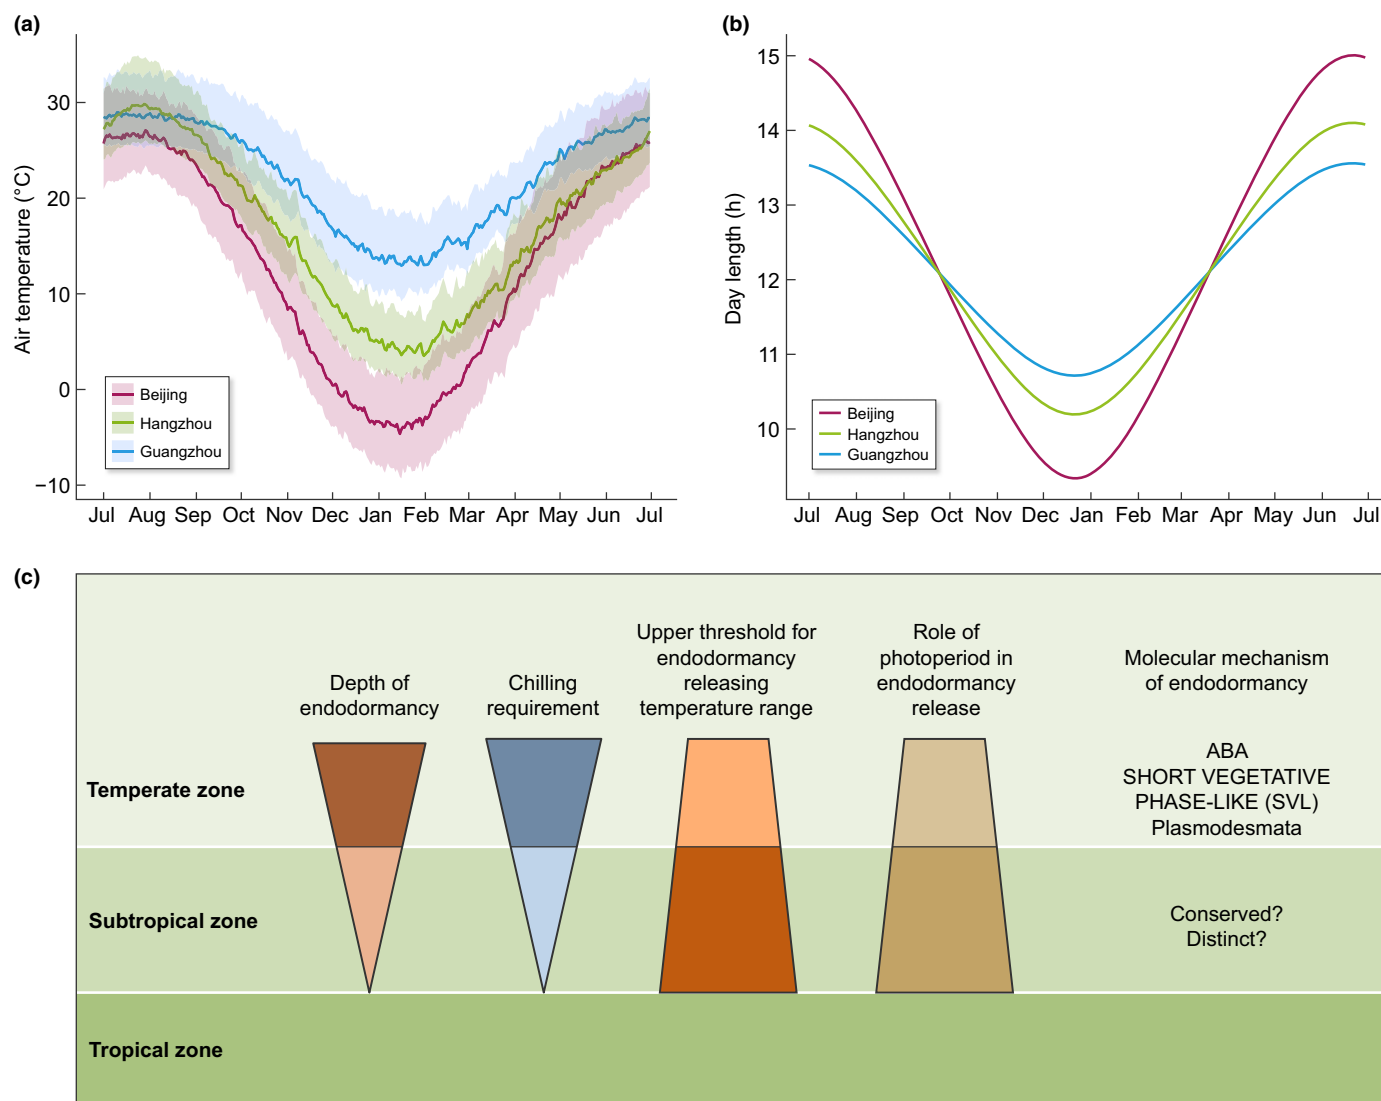 (a)
30
20
10
0
−10
Air temperature (°C)
Beijing
Hangzhou
Guangzhou
Jul Aug Sep Oct Nov Dec Jan Feb Mar Apr May Jun Jul
(b)
15
14
13
12
11
10
Day length (h)
Beijing
Hangzhou
Guangzhou
Jul Aug Sep Oct Nov Dec Jan Feb Mar Apr May Jun Jul
(c)
Depth of
endodormancy
Chilling
requirement
Upper threshold for
endodormancy
releasing
temperature range
Role of
photoperiod in
endodormancy
release
Molecular mechanism
of endodormancy
Temperate zone
ABA
SHORT VEGETATIVE
PHASE-LIKE (SVL)
Plasmodesmata
Subtropical zone
Conserved?
Distinct?
Tropical zone